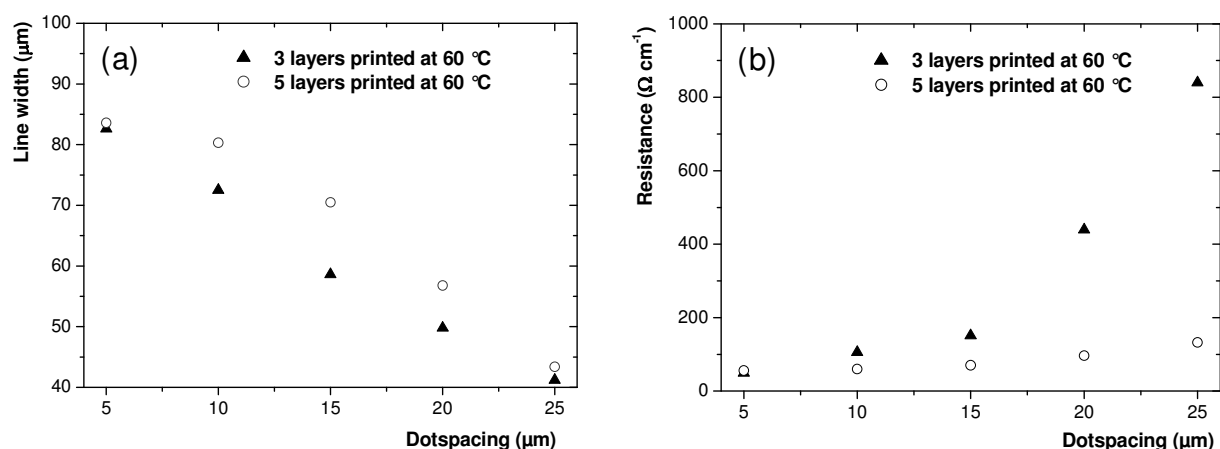 (a)
3 layers printed at 60 °C
5 layers printed at 60 °C
Line width (µm)
100
90
80
70
60
50
40
5 10 15 20 25
Dotspacing (µm)
(b)
3 layers printed at 60 °C
5 layers printed at 60 °C
Resistance (Ω cm⁻¹)
1000
800
600
400
200
0
5 10 15 20 25
Dotspacing (µm)